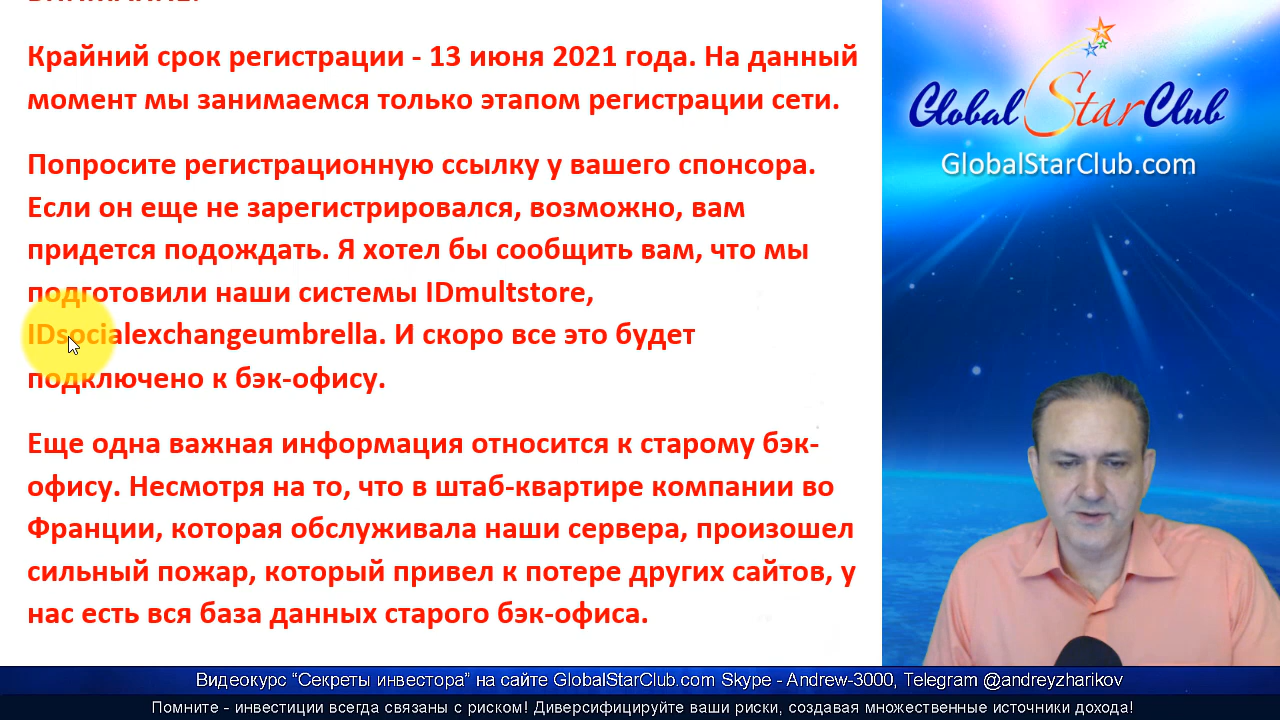 Крайний срок регистрации - 13 июня 2021 года. На данный
момент мы занимаемся только этапом регистрации сети.
Попросите регистрационную ссылку у вашего спонсора.
Если он еще не зарегистрировался, возможно, вам
придется подождать. Я хотел бы сообщить вам, что мы
подготовили наши системы IDmultstore,
IDsocialexchangeumbrella. И скоро все это будет
подключено к бэк-офису.
Еще одна важная информация относится к старому бэк-
офису. Несмотря на то, что в штаб-квартире компании во
Франции, которая обслуживала наши сервера, произошел
сильный пожар, который привел к потере других сайтов, у
нас есть вся база данных старого бэк-офиса.
Global Star Club
GlobalStarClub.com
Видеокурс "Секреты инвестора" на сайте GlobalStarClub.com Skype - Andrew-3000, Telegram @andreyzharikov
Помните - инвестиции всегда связаны с риском! Диверсифицируйте ваши риски, создавая множественные источники дохода!